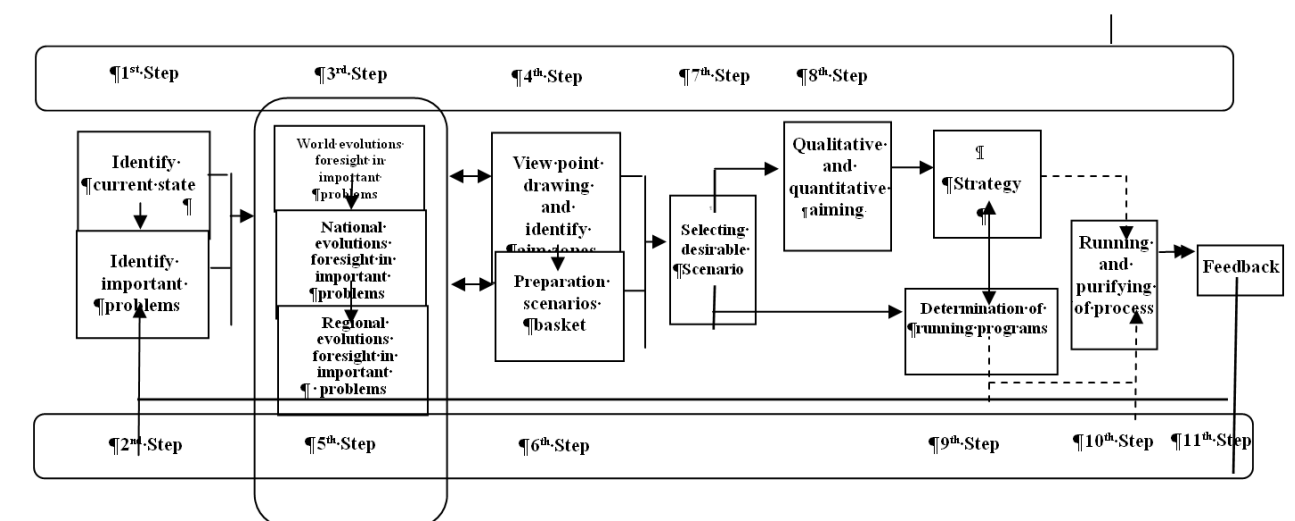 ¶1st·Step
¶3rd·Step
¶4th·Step
¶7th·Step
¶8th·Step
Identify·
¶current·state
¶
Identify·
important·
¶problems
World·evolutions·
foresight·in·
important·
¶problems
National·
evolutions·
foresight·in·
important·
¶problems
Regional·
evolutions·
foresight·in·
important·
¶·problems
View·point·
drawing·
and·
identify·
¶aim·zones
Preparation·
scenarios·
¶basket
Selecting·
desirable·
¶Scenario
Qualitative·
and·
quantitative·
¶aiming·
¶
¶Strategy
¶
Determination·of·
¶running·programs
Running·
and·
purifying·
¶of·process
Feedback
¶2nd·Step
¶5th·Step
¶6th·Step
¶9th·Step
¶10th·Step
¶11th·Step